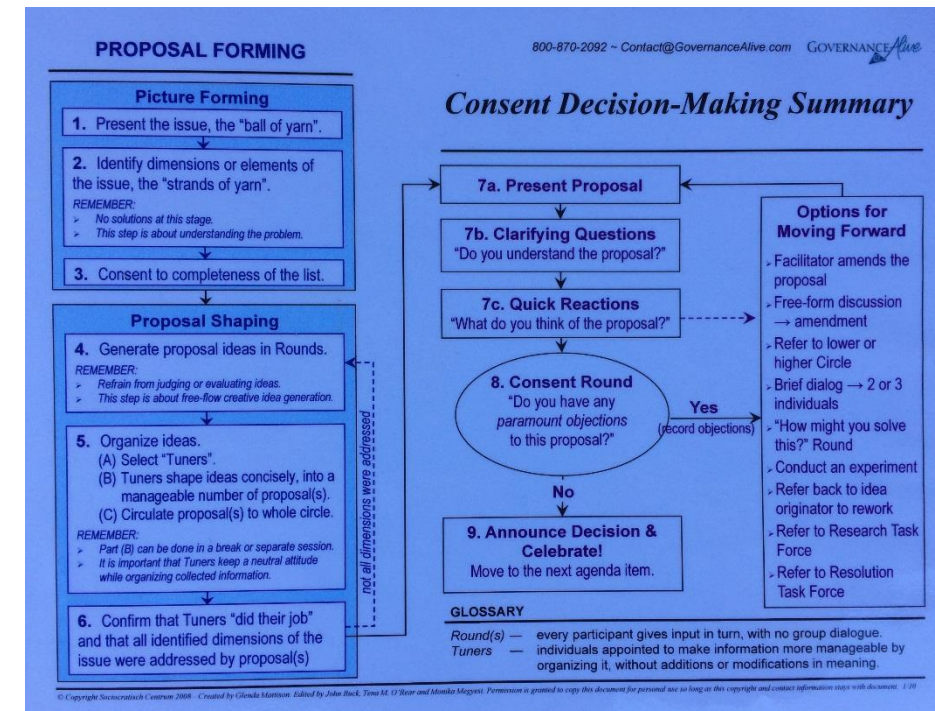 PROPOSAL FORMING
800-870-2092 ~ Contact@GovernanceAlive.com GOVERNANCEAlive
Consent Decision-Making Summary
Picture Forming
1. Present the issue, the “ball of yarn”.
2. Identify dimensions or elements of
the issue, the “strands of yarn”.
REMEMBER:
➢ No solutions at this stage.
➢ This step is about understanding the problem.
3. Consent to completeness of the list.
Proposal Shaping
4. Generate proposal ideas in Rounds.
REMEMBER:
➢ Refrain from judging or evaluating ideas.
➢ This step is about free-flow creative idea generation.
5. Organize ideas.
(A) Select “Tuners”.
(B) Tuners shape ideas concisely, into a
manageable number of proposal(s).
(C) Circulate proposal(s) to whole circle.
REMEMBER:
➢ Part (B) can be done in a break or separate session.
➢ It is important that Tuners keep a neutral attitude
while organizing collected information.
not all dimensions were addressed
6. Confirm that Tuners “did their job”
and that all identified dimensions of the
issue were addressed by proposal(s)
7a. Present Proposal
7b. Clarifying Questions
“Do you understand the proposal?”
7c. Quick Reactions
“What do you think of the proposal?”
8. Consent Round
“Do you have any
paramount objections
to this proposal?”
Yes
(record objections)
No
9. Announce Decision &
Celebrate!
Move to the next agenda item.
Options for
Moving Forward
➢ Facilitator amends the
proposal
➢ Free-form discussion
→ amendment
➢ Refer to lower or
higher Circle
➢ Brief dialog → 2 or 3
individuals
➢ “How might you solve
this?” Round
➢ Conduct an experiment
➢ Refer back to idea
originator to rework
➢ Refer to Research Task
Force
➢ Refer to Resolution
Task Force
GLOSSARY
Round(s) — every participant gives input in turn, with no group dialogue.
Tuners — individuals appointed to make information more manageable by
organizing it, without additions or modifications in meaning.
© Copyright Sociocratisch Centrum 2008 - Created by Glenda Mattson. Edited by John Buck, Tena M. O'Rear and Monika Megyesi. Permission is granted to copy this document for personal use so long as this copyright and contact information stays with document. 1/10